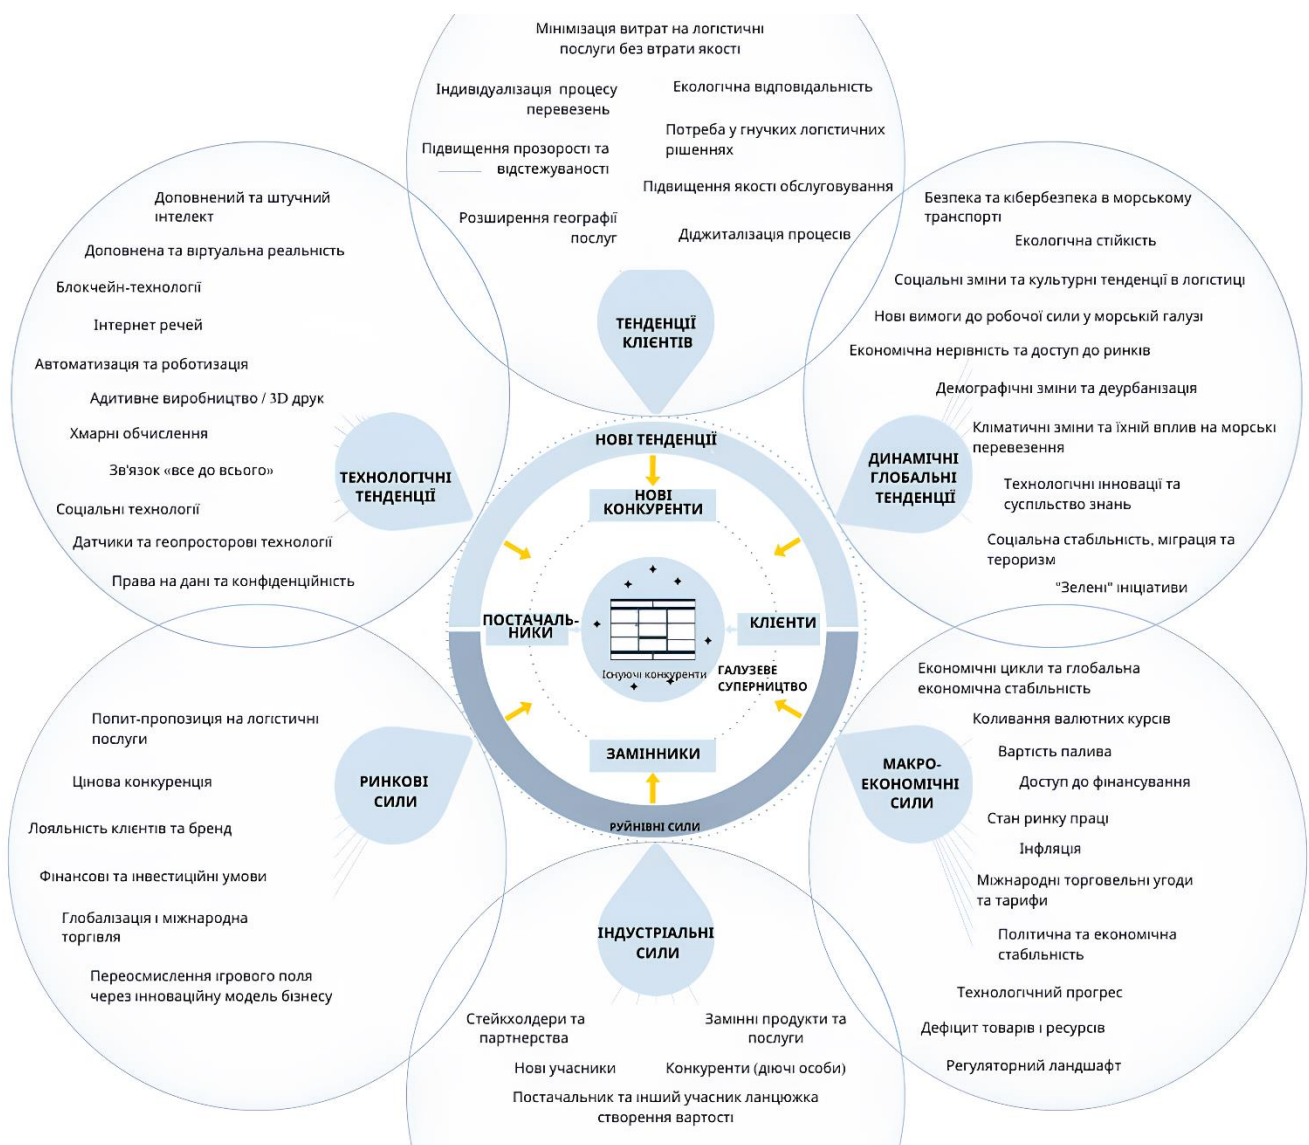 Мінімізація витрат на логістичні
послуги без втрати якості
Індивідуалізація процесу
перевезень
Екологічна відповідальність
Потреба у гнучких логістичних
рішеннях
Підвищення прозорості та
відстежуваності
Підвищення якості обслуговування
Розширення географії
послуг
Діджиталізація процесів
ТЕНДЕНЦІЇ
КЛІЄНТІВ
Доповнений та штучний
інтелект
Доповнена та віртуальна реальність
Блокчейн-технології
Інтернет речей
Автоматизація та роботизація
Адитивне виробництво / 3D друк
Хмарні обчислення
Зв'язок «все до всього»
Соціальні технології
Датчики та геопросторові технології
Права на дані та конфіденційність
ТЕХНОЛОГІЧНІ
ТЕНДЕНЦІЇ
Безпека та кібербезпека в морському
транспорті
Екологічна стійкість
Соціальні зміни та культурні тенденції в логістиці
Нові вимоги до робочої сили у морській галузі
Економічна нерівність та доступ до ринків
Демографічні зміни та деурбанізація
Кліматичні зміни та їхній вплив на морські
перевезення
Технологічні інновації та
суспільство знань
Соціальна стабільність, міграція та
тероризм
"Зелені" ініціативи
ДИНАМІЧНІ
ГЛОБАЛЬНІ
ТЕНДЕНЦІЇ
НОВІ ТЕНДЕНЦІЇ
НОВІ
КОНКУРЕНТИ
ПОСТАЧАЛЬ-
НИКИ
КЛІЄНТИ
Існуючі конкуренти
ГАЛУЗЕВЕ
СУПЕРНИЦТВО
ЗАМІННИКИ
РУЙНІВНІ СИЛИ
Попит-пропозиція на логістичні
послуги
Цінова конкуренція
Лояльність клієнтів та бренд
Фінансові та інвестиційні умови
Глобалізація і міжнародна
торгівля
Переосмислення ігрового поля
через інноваційну модель бізнесу
РИНКОВІ
СИЛИ
Економічні цикли та глобальна
економічна стабільність
Коливання валютних курсів
Вартість палива
Доступ до фінансування
Стан ринку праці
Інфляція
Міжнародні торговельні угоди
та тарифи
Політична та економічна
стабільність
Технологічний прогрес
Дефіцит товарів і ресурсів
Регуляторний ландшафт
МАКРО-
ЕКОНОМІЧНІ
СИЛИ
ІНДУСТРІАЛЬНІ
СИЛИ
Стейкхолдери та
партнерства
Замінні продукти та
послуги
Нові учасники
Конкуренти (діючі особи)
Постачальник та інший учасник ланцюжка
створення вартості